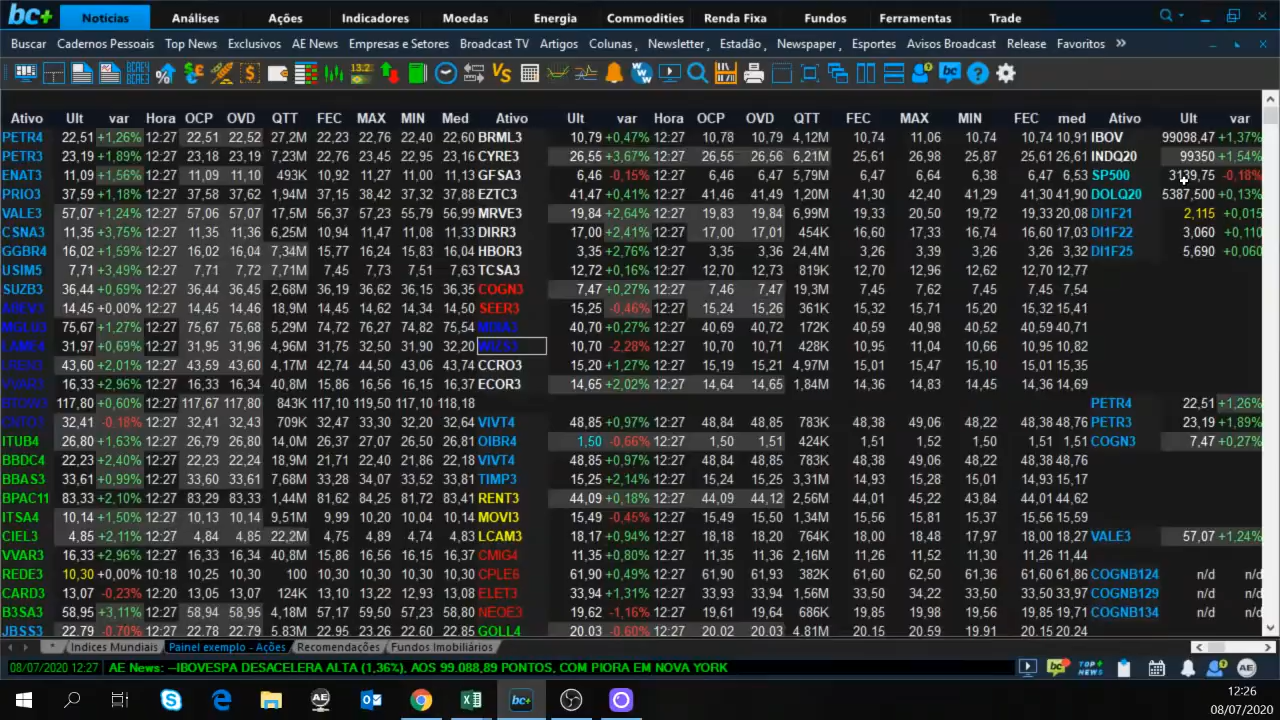 bc+ Notícias Análises Ações Indicadores Moedas Energia Commodities Renda Fixa Fundos Ferramentas Trade
Buscar Cadernos Pessoais Top News Exclusivos AE News Empresas e Setores Broadcast TV Artigos Colunas Newsletter Estadão Newspaper Esportes Avisos Broadcast Release Favoritos »
Ativo Ult var Hora OCP OVD QTT FEC MAX MIN Med Ativo Ult var Hora OCP OVD QTT FEC MAX MIN FEC med Ativo Ult var
PETR4 22,51 +1,26% 12:27 22,51 22,52 27,2M 22,23 22,76 22,40 22,60 BRML3 10,79 +0,47% 12:27 10,78 10,79 4,12M 10,74 11,06 10,74 10,74 10,91 IBOV 99098,47 +1,37%
PETR3 23,19 +1,89% 12:27 23,18 23,19 7,23M 22,76 23,45 22,95 23,16 CYRE3 26,55 +3,67% 12:27 26,55 26,56 6,21M 25,61 26,98 25,87 25,61 26,61 INDQ20 99350 +1,54%
ENAT3 11,09 +1,56% 12:27 11,09 11,10 493K 10,92 11,27 11,00 11,13 GFSA3 6,46 -0,15% 12:27 6,46 6,47 5,79M 6,47 6,64 6,38 6,47 6,53 SP500 3139,75 -0,18%
PRIO3 37,59 +1,18% 12:27 37,59 37,62 1,94M 37,15 38,42 37,32 37,88 EZTC3 41,47 +0,41% 12:27 41,46 41,49 1,20M 41,30 42,40 41,29 41,30 41,90 DOLQ20 5387,500 +0,13%
VALE3 57,07 +1,24% 12:27 57,06 57,07 17,5M 56,37 57,43 55,79 56,99 MRVE3 19,84 +2,64% 12:27 19,83 19,84 6,99M 19,33 20,50 19,72 19,33 20,08 DI1F21 2,115 +0,015
CSNA3 11,35 +3,75% 12:27 11,35 11,36 6,25M 10,94 11,47 11,08 11,33 DIRR3 17,00 +2,41% 12:27 17,00 17,01 454K 16,60 17,33 16,74 16,60 17,03 DI1F22 3,060 +0,110
GGBR4 16,02 +1,59% 12:27 16,02 16,04 7,34M 15,77 16,24 15,83 16,04 HBOR3 3,35 +2,76% 12:27 3,35 3,36 24,4M 3,26 3,39 3,26 3,26 3,32 DI1F25 5,690 +0,060
USIM5 7,71 +3,49% 12:27 7,71 7,72 7,71M 7,45 7,73 7,51 7,63 TCSA3 12,72 +0,16% 12:27 12,70 12,73 819K 12,70 12,96 12,62 12,70 12,77
SUZB3 36,44 +0,69% 12:27 36,44 36,45 2,68M 36,19 36,62 36,15 36,35 COGN3 7,47 +0,27% 12:27 7,46 7,47 19,3M 7,45 7,62 7,45 7,45 7,54
ABEV3 14,45 +0,00% 12:27 14,45 14,46 18,9M 14,45 14,62 14,34 14,50 SEER3 15,25 -0,46% 12:27 15,24 15,26 361K 15,32 15,71 15,20 15,32 15,41
MGLU3 75,67 +1,27% 12:27 75,67 75,68 5,29M 74,72 76,27 74,82 75,54 MDIA3 40,70 +0,27% 12:27 40,69 40,72 172K 40,59 40,98 40,52 40,59 40,71
LAME4 31,97 +0,69% 12:27 31,95 31,96 4,96M 31,75 32,50 31,90 32,20 WIZS3 10,70 -2,28% 12:27 10,70 10,71 428K 10,95 11,04 10,66 10,95 10,82
LREN3 43,60 +2,01% 12:27 43,59 43,60 4,17M 42,74 44,50 43,06 43,74 CCRO3 15,20 +1,27% 12:27 15,19 15,21 4,97M 15,01 15,47 15,10 15,01 15,35
VVAR3 16,33 +2,96% 12:27 16,33 16,34 40,8M 15,86 16,56 16,15 16,37 ECOR3 14,65 +2,02% 12:27 14,64 14,65 1,84M 14,36 14,83 14,45 14,36 14,69
BTOW3 117,80 +0,60% 12:27 117,67 117,80 843K 117,10 119,50 117,10 118,18 PETR4 22,51 +1,26%
CNTO3 32,41 -0,18% 12:27 32,41 32,43 709K 32,47 33,30 32,20 32,64 VIVT4 48,85 +0,97% 12:27 48,84 48,85 783K 48,38 49,06 48,22 48,38 48,76 PETR3 23,19 +1,89%
ITUB4 26,80 +1,63% 12:27 26,79 26,80 14,0M 26,37 27,07 26,50 26,81 OIBR4 1,50 -0,66% 12:27 1,50 1,51 424K 1,51 1,52 1,50 1,51 1,51 COGN3 7,47 +0,27%
BBDC4 22,23 +2,40% 12:27 22,23 22,24 18,9M 21,71 22,40 21,86 22,18 VIVT4 48,85 +0,97% 12:27 48,84 48,85 783K 48,38 49,06 48,22 48,38 48,76
BBAS3 33,61 +0,99% 12:27 33,60 33,61 7,68M 33,28 34,07 33,52 33,81 TIMP3 15,25 +2,14% 12:27 15,24 15,25 3,31M 14,93 15,32 15,03 14,93 15,20
BPAC11 83,33 +2,10% 12:27 83,29 83,33 1,44M 81,62 84,25 81,72 83,41 RENT3 44,09 +0,18% 12:27 44,09 44,12 2,56M 44,01 45,22 43,84 44,01 44,62
ITSA4 10,14 +1,50% 12:27 10,13 10,14 9,51M 9,99 10,20 10,04 10,14 MOVI3 15,49 -0,45% 12:27 15,49 15,50 1,34M 15,56 15,81 15,37 15,56 15,59
CIEL3 4,85 +2,11% 12:27 4,84 4,85 22,2M 4,75 4,89 4,74 4,83 LCAM3 18,17 +0,94% 12:27 18,18 18,20 764K 18,00 18,48 17,97 18,00 18,27 VALE3 57,07 +1,24%
VVAR3 16,33 +2,96% 12:27 16,33 16,34 40,8M 15,86 16,56 16,15 16,37 CMIG4 11,35 +0,80% 12:27 11,35 11,36 2,16M 11,26 11,52 11,30 11,26 11,44
REDE3 10,30 +0,00% 10:18 10,25 10,30 100 10,30 10,30 10,30 10,30 CPLE6 61,90 +0,49% 12:27 61,90 61,93 382K 61,60 62,50 61,36 61,60 61,86 COGNB124 n/d n/d
CARD3 13,07 -0,23% 12:20 13,05 13,07 124K 13,10 13,22 12,93 13,08 ELET3 33,94 +1,31% 12:27 33,93 33,94 1,56M 33,50 34,22 33,50 33,50 33,97 COGNB129 n/d n/d
B3SA3 58,95 +3,11% 12:27 58,94 58,95 4,18M 57,17 59,50 57,23 58,80 NEOE3 19,62 -1,16% 12:27 19,61 19,64 686K 19,85 19,98 19,56 19,85 19,71 COGNB134 n/d n/d
JBSS3 22,79 -0,70% 12:27 22,78 22,79 5,83M 22,95 23,26 22,60 22,85 GOLL4 20,03 -0,60% 12:27 20,02 20,03 4,81M 20,15 20,59 19,91 20,15 20,24
* Indices Mundiais Painel exemplo - Ações Recomendações Fundos Imobiliários
08/07/2020 12:27 AE News: --IBOVESPA DESACELERA ALTA (1,36%), AOS 99.088,89 PONTOS, COM PIORA EM NOVA YORK
12:26
08/07/2020